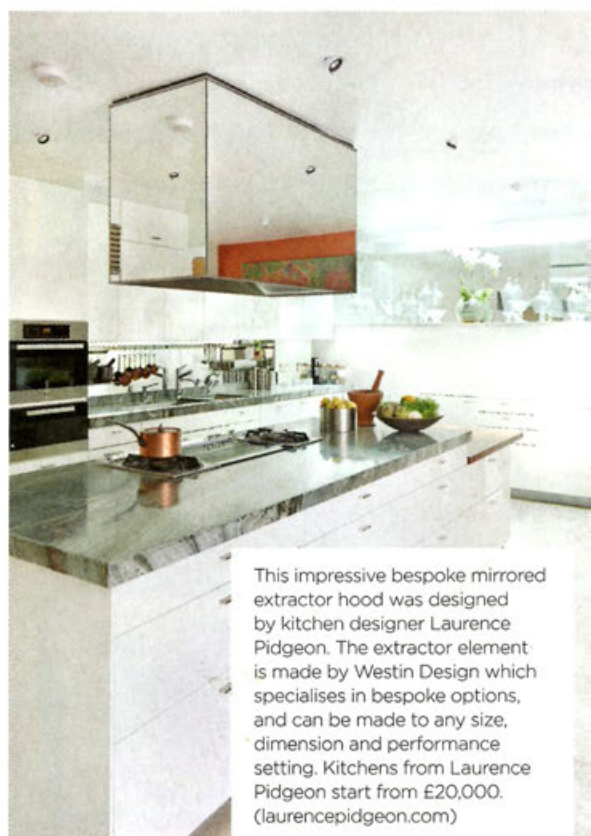 This impressive bespoke mirrored
extractor hood was designed
by kitchen designer Laurence
Pidgeon. The extractor element
is made by Westin Design which
specialises in bespoke options,
and can be made to any size,
dimension and performance
setting. Kitchens from Laurence
Pidgeon start from £20,000.
(laurencepidgeon.com)